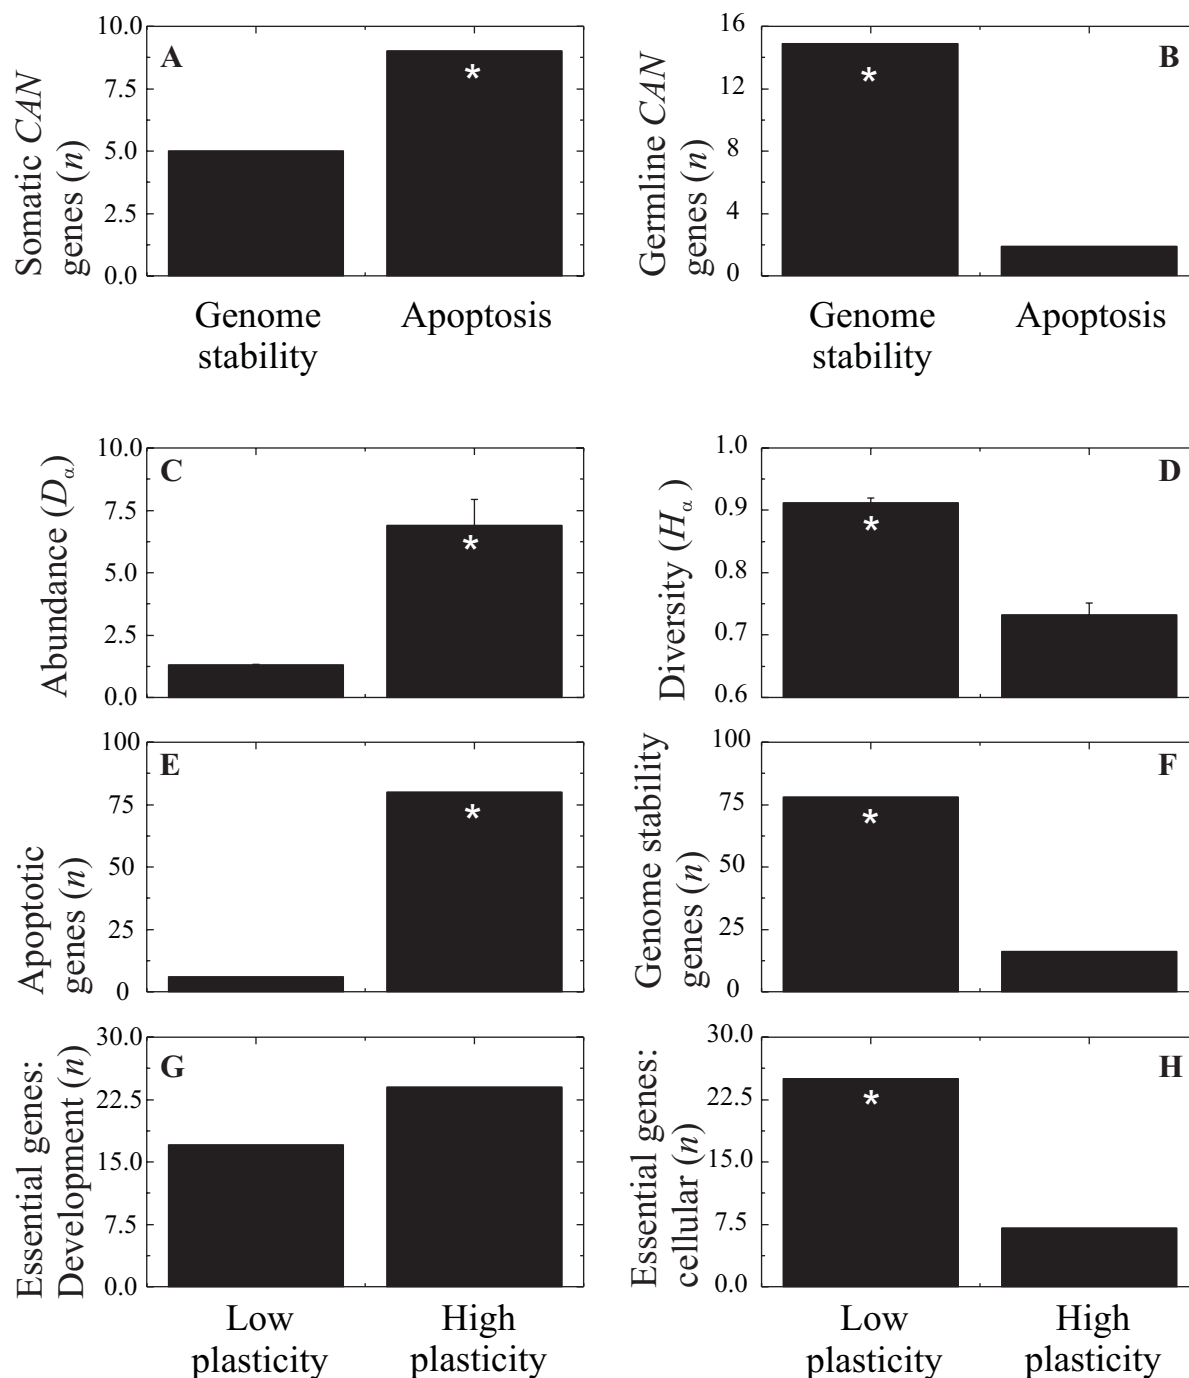 Somatic CAN
genes (n)
10.0
7.5
5.0
2.5
0.0
A
*
Genome
stability
Apoptosis
Germline CAN
genes (n)
16
12
8
4
0
B
*
Genome
stability
Apoptosis
Abundance (Dα)
10.0
7.5
5.0
2.5
0.0
C
*
Diversity (Hα)
1.0
0.9
0.8
0.7
0.6
D
*
Apoptotic
genes (n)
100
75
50
25
0
E
*
Genome stability
genes (n)
100
75
50
25
0
F
*
Essential genes:
Development (n)
30.0
22.5
15.0
7.5
0.0
G
Low
plasticity
High
plasticity
Essential genes:
cellular (n)
30.0
22.5
15.0
7.5
0.0
H
*
Low
plasticity
High
plasticity